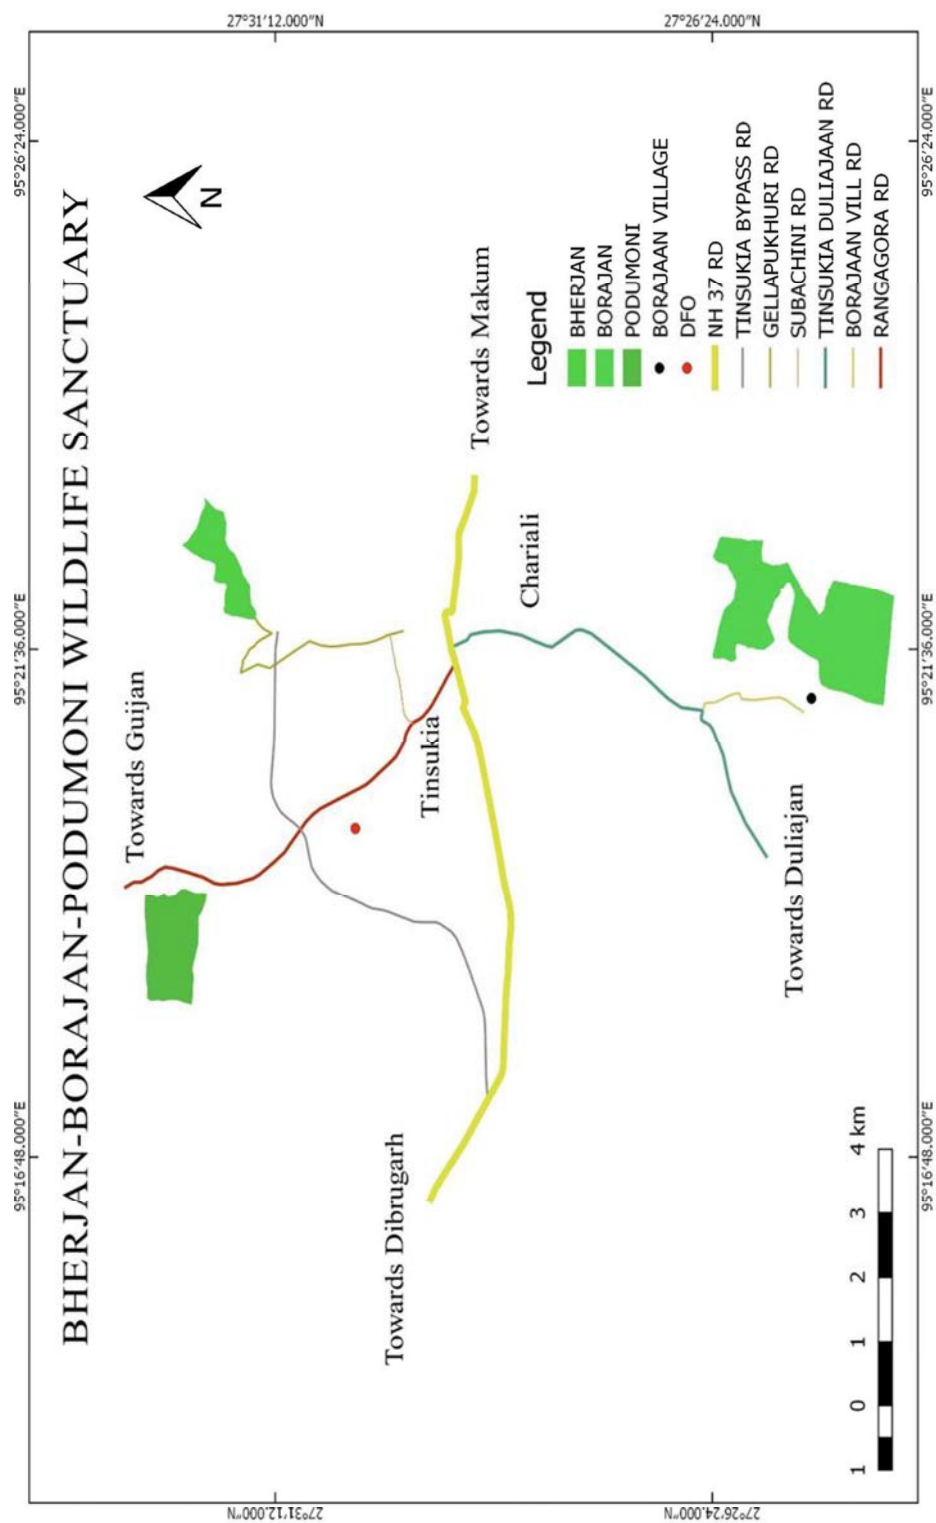 BHERJAN-BORAJAN-PODUMONI WILDLIFE SANCTUARY
95°16'48.000"E
95°21'36.000"E
95°26'24.000"E
27°31'12.000"N
27°31'12.000"N
27°26'24.000"N
27°26'24.000"N
N
Towards Guijan
Tinsukia
Towards Dibrugarh
Towards Makum
Chariali
Towards Duliajan
Legend
BHERJAN
BORAJAN
PODUMONI
BORAJAAN VILLAGE
DFO
NH 37 RD
TINSUKIA BYPASS RD
GELLAPUKHURI RD
SUBACHINI RD
TINSUKIA DULIAJAAN RD
BORAJAAN VILL RD
RANGAGORA RD
1 0 1 2 3 4 km
95°16'48.000"E
95°21'36.000"E
95°26'24.000"E